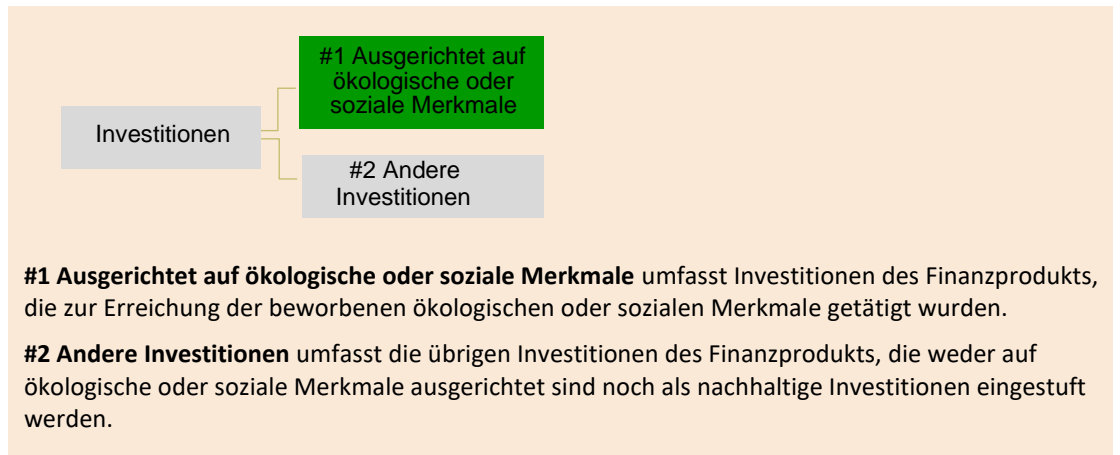 #1 Ausgerichtet auf
ökologische oder
soziale Merkmale
Investitionen
#2 Andere
Investitionen
#1 Ausgerichtet auf ökologische oder soziale Merkmale umfasst Investitionen des Finanzprodukts,
die zur Erreichung der beworbenen ökologischen oder sozialen Merkmale getätigt wurden.
#2 Andere Investitionen umfasst die übrigen Investitionen des Finanzprodukts, die weder auf
ökologische oder soziale Merkmale ausgerichtet sind noch als nachhaltige Investitionen eingestuft
werden.